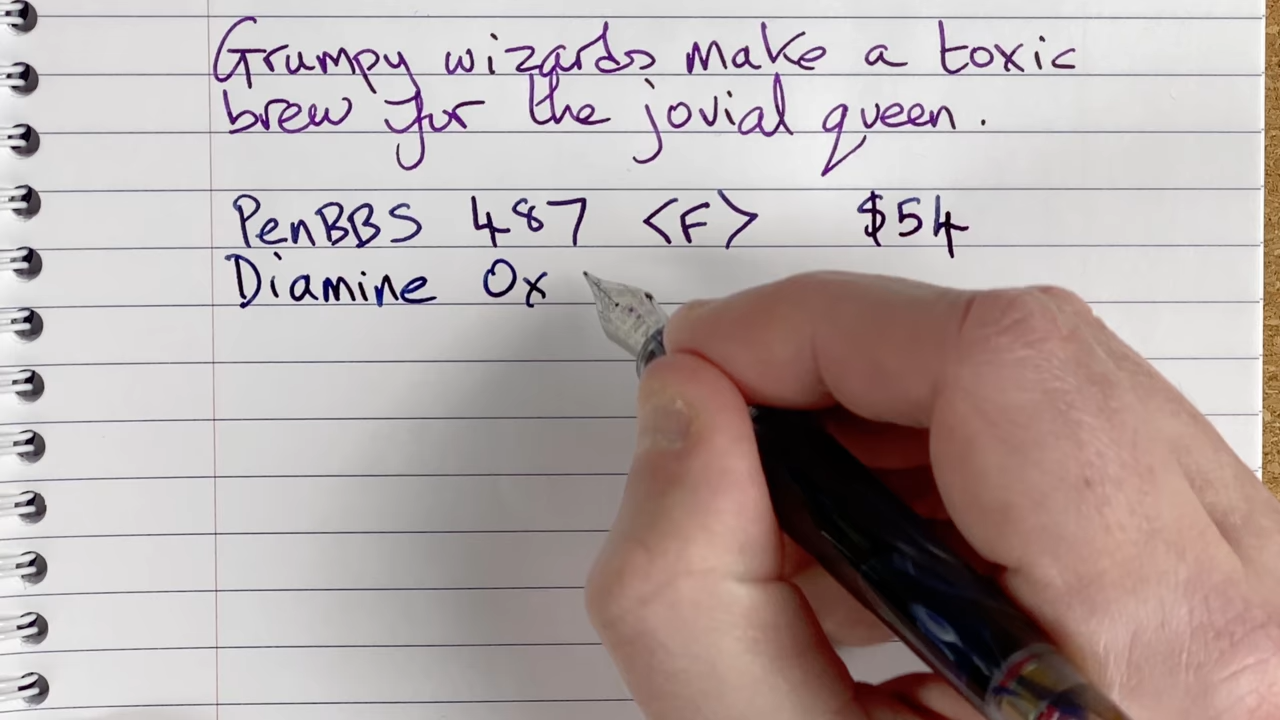 Grumpy wizards make a toxic
brew for the jovial queen.
PenBBS 487 <F> $54
Diamine Ox